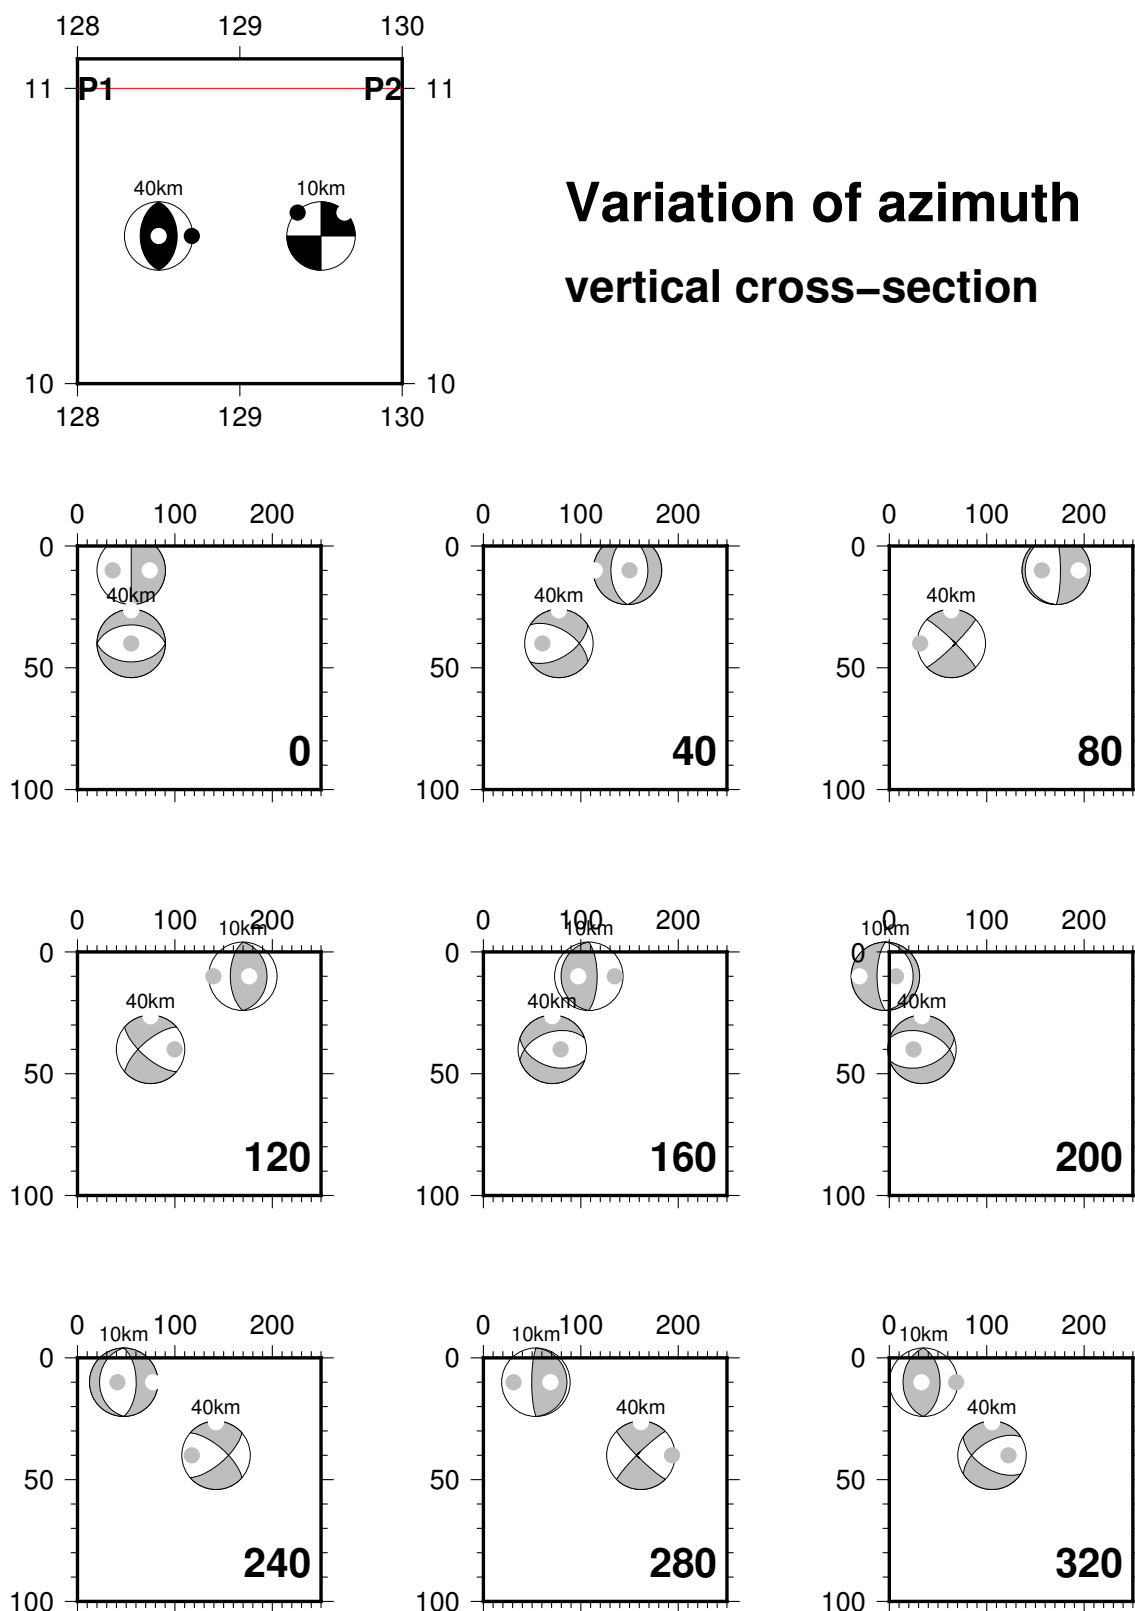 128 129 130
11 P1 P2 11
40km 10km
Variation of azimuth
vertical cross−section
10 10
128 129 130
0 100 200 0 100 200 0 100 200
0 0 0
40km 40km 40km
50 50 50
0 40 80
100 100 100
0 100 200 0 100 200 0 100 200
10km 10km 10km
0 0 0
40km 40km 40km
50 50 50
120 160 200
100 100 100
0 100 200 0 100 200 0 100 200
10km 10km 10km
0 0 0
40km 40km 40km
50 50 50
240 280 320
100 100 100